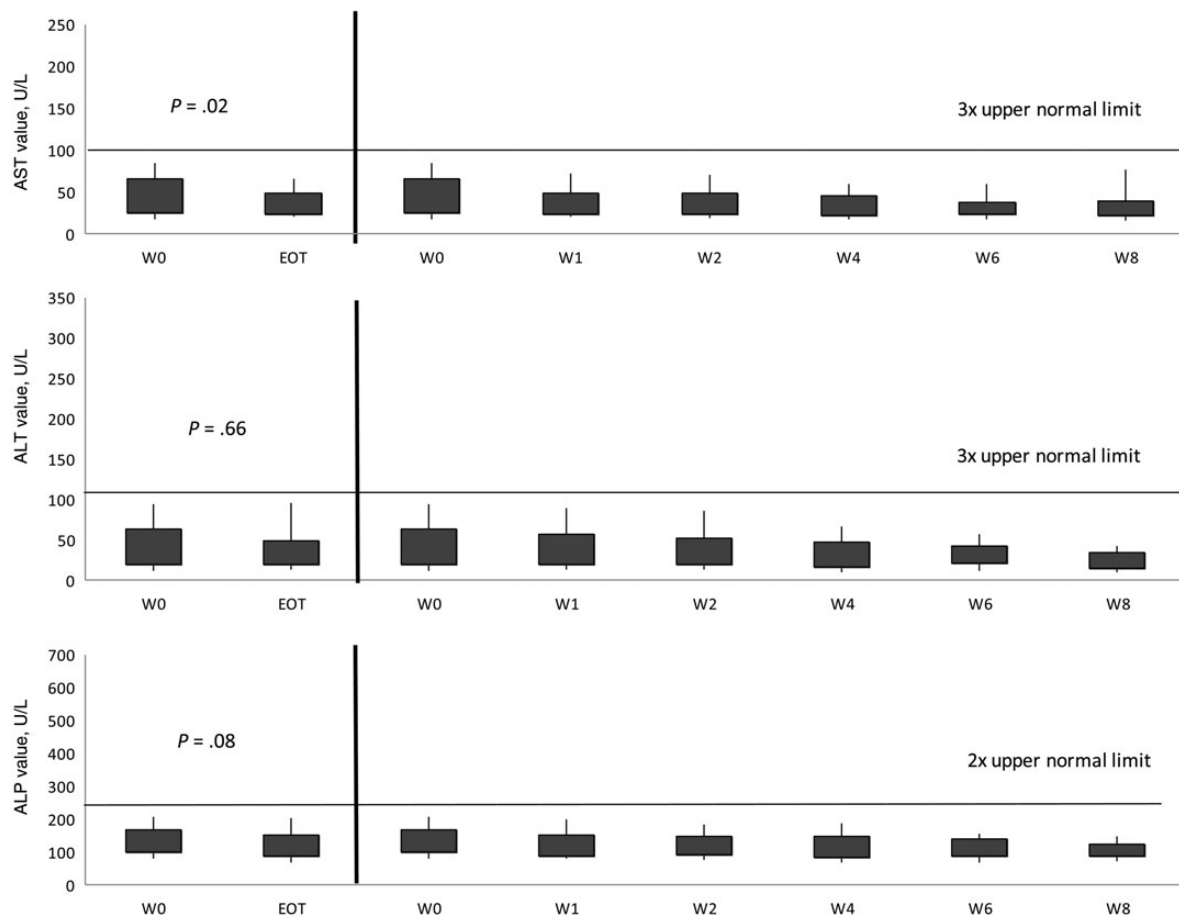 250
200
150
100
50
0
AST value, U/L
P = .02
3x upper normal limit
W0 EOT W0 W1 W2 W4 W6 W8
350
300
250
200
150
100
50
0
ALT value, U/L
P = .66
3x upper normal limit
W0 EOT W0 W1 W2 W4 W6 W8
700
600
500
400
300
200
100
0
ALP value, U/L
P = .08
2x upper normal limit
W0 EOT W0 W1 W2 W4 W6 W8